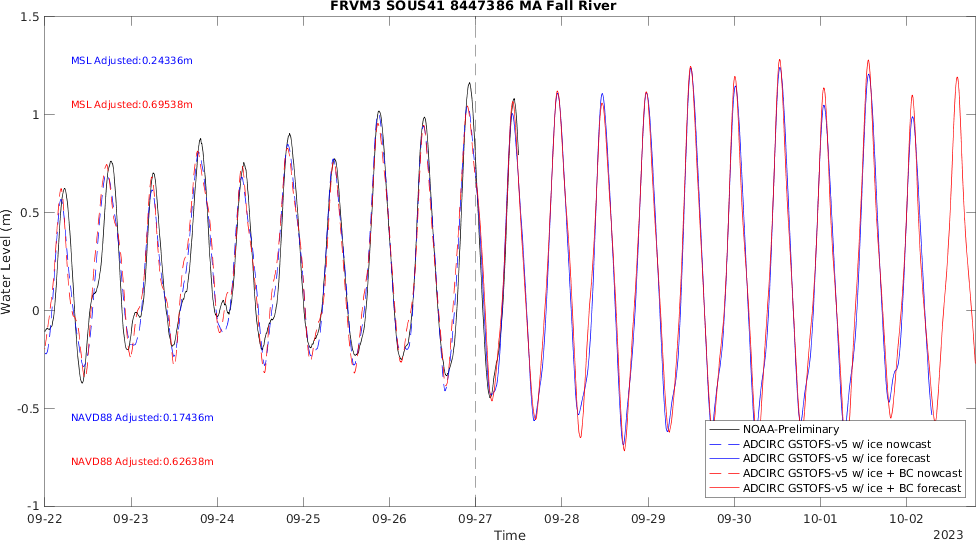 FRVM3 SOUS41 8447386 MA Fall River
1.5
1
0.5
0
-0.5
-1
Water Level (m)
MSL Adjusted:0.24336m
MSL Adjusted:0.69538m
NAVD88 Adjusted:0.17436m
NAVD88 Adjusted:0.62638m
NOAA-Preliminary
ADCIRC GSTOFS-v5 w/ ice nowcast
ADCIRC GSTOFS-v5 w/ ice forecast
ADCIRC GSTOFS-v5 w/ ice + BC nowcast
ADCIRC GSTOFS-v5 w/ ice + BC forecast
09-22 09-23 09-24 09-25 09-26 09-27 09-28 09-29 09-30 10-01 10-02
Time
2023